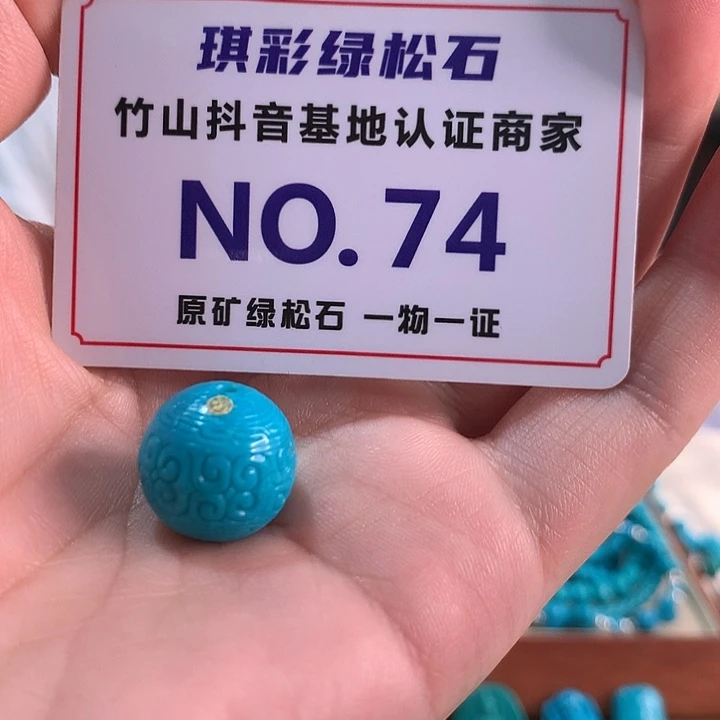 琪彩绿松石
竹山抖音基地认证商家
NO.74
原矿绿松石 一物一证